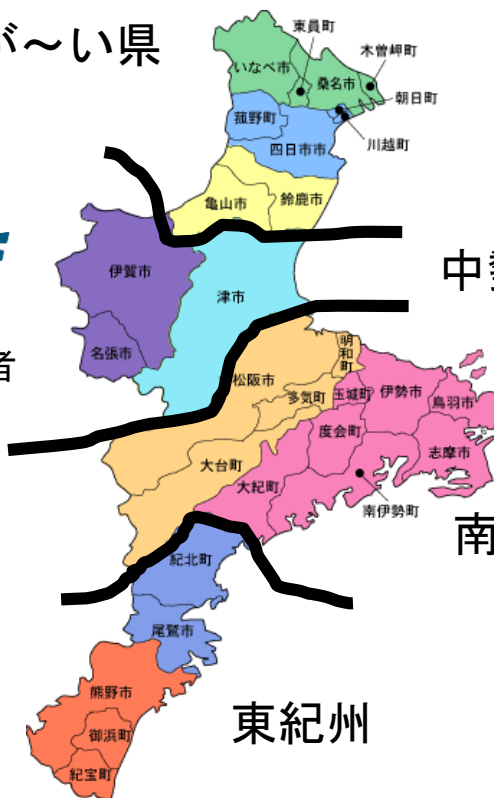 が～い県
東員町
木曽岬町
いなべ市
桑名市
朝日町
菰野町
川越町
四日市市
亀山市
鈴鹿市
伊賀市
中勢
津市
名張市
者
明和町
松阪市
多気町
玉城町
伊勢市
鳥羽市
度会町
志摩市
大台町
大紀町
南伊勢町
南
紀北町
尾鷲市
熊野市
東紀州
御浜町
紀宝町